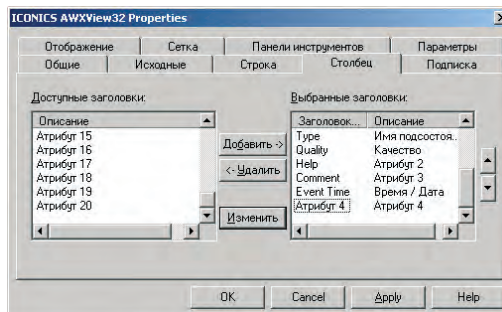 ICONICS AWXView32 Properties
Отображение Сетка Панели инструментов Параметры
Общие Исходные Строка Столбец Подписка
Доступные заголовки: Выбранные заголовки:
Описание Заголовок... Описание
Атрибут 15 Type Имя подсостоя..
Атрибут 16 Добавить -> Quality Качество
Атрибут 17 Help Атрибут 2
Атрибут 18 <- Удалить Comment Атрибут 3
Атрибут 19 Event Time Время / Дата
Атрибут 20 Атрибут 4 Атрибут 4
Изменить
OK Cancel Apply Help